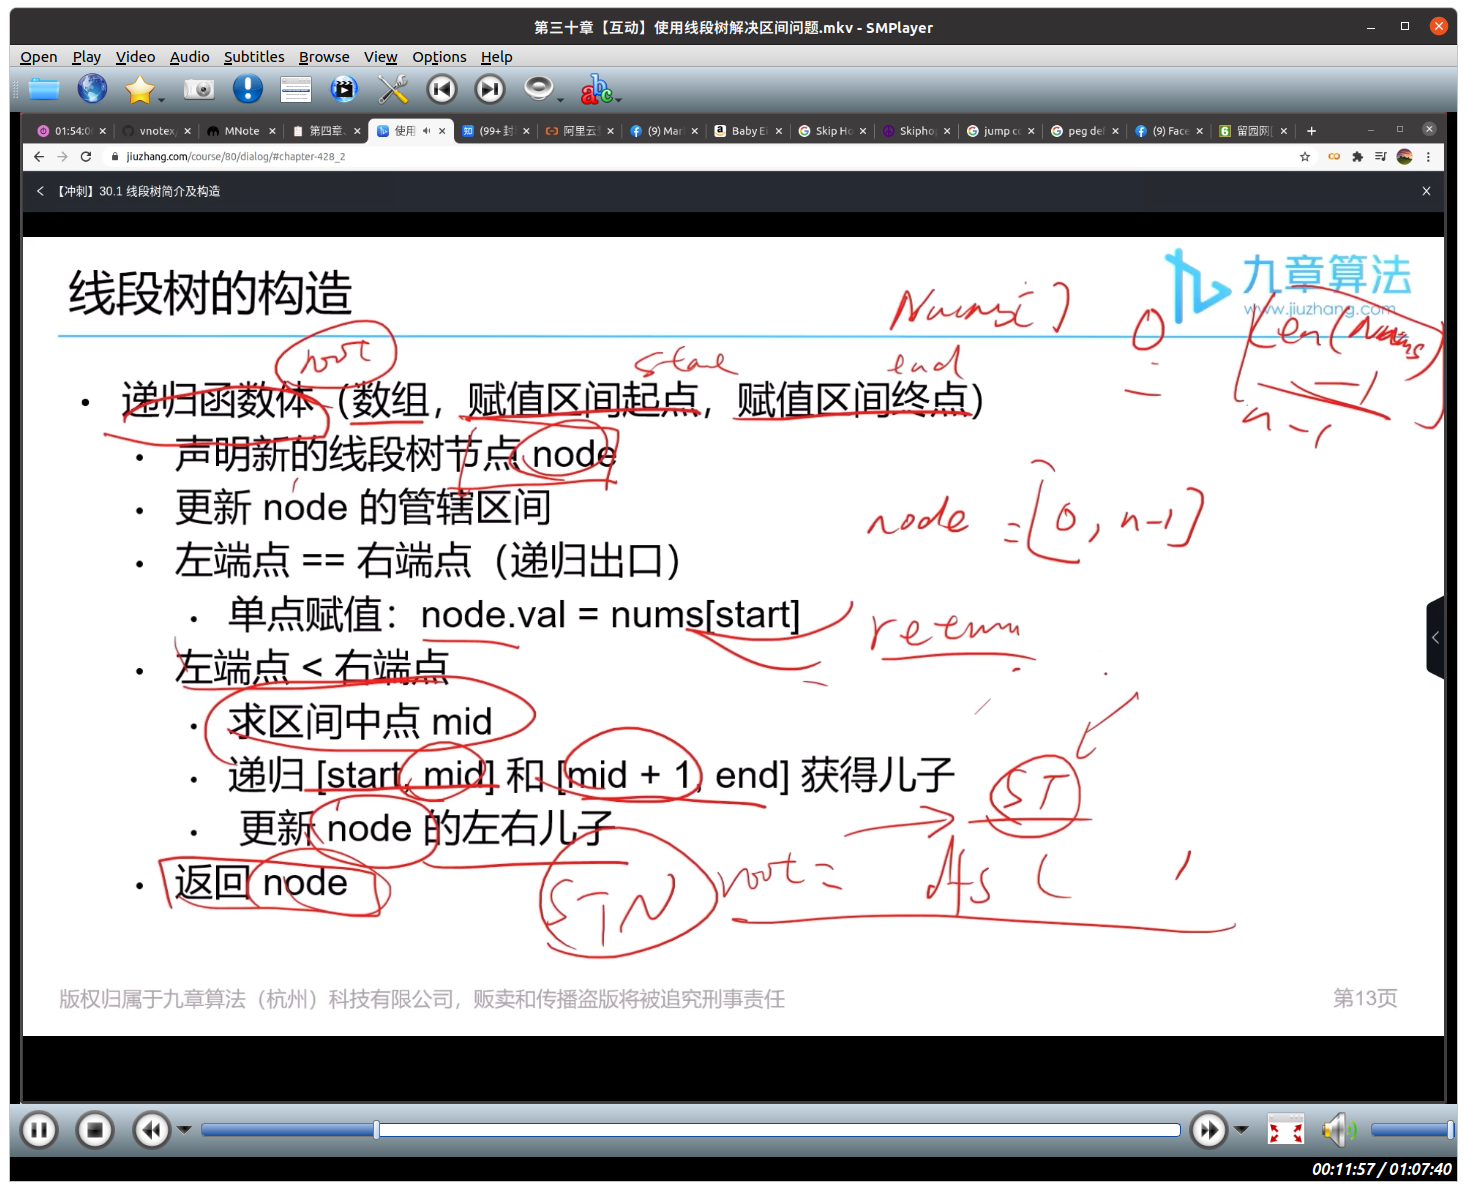 第三十章【互动】使用线段树解决区间问题.mkv - SMPlayer
Open Play Video Audio Subtitles Browse View Options Help
abc
01:54:0 vnotex MNote 第四章、 使用 (99+ 封 阿里云 (9) Mar Baby E Skip H Skipho jump c peg del (9) Face 留园网
jiuzhang.com/course/80/dialog/#chapter-428_2
【冲刺】30.1 线段树简介及构造
线段树的构造
九章算法
www.jiuzhang.com
Nums[]
0
len(Nums)
-1
n-1
root
end
递归函数体（数组，赋值区间起点，赋值区间终点）
声明新的线段树节点 node
更新 node 的管辖区间
node = [0, n-1]
左端点 == 右端点（递归出口）
单点赋值：node.val = nums[start]
return
左端点 < 右端点
求区间中点 mid
递归 [start, mid] 和 [mid + 1, end] 获得儿子
ST
更新 node 的左右儿子
返回 node
STN root = dfs ( ,
版权归属于九章算法（杭州）科技有限公司，贩卖和传播盗版将被追究刑事责任
第13页
00:11:57 / 01:07:40